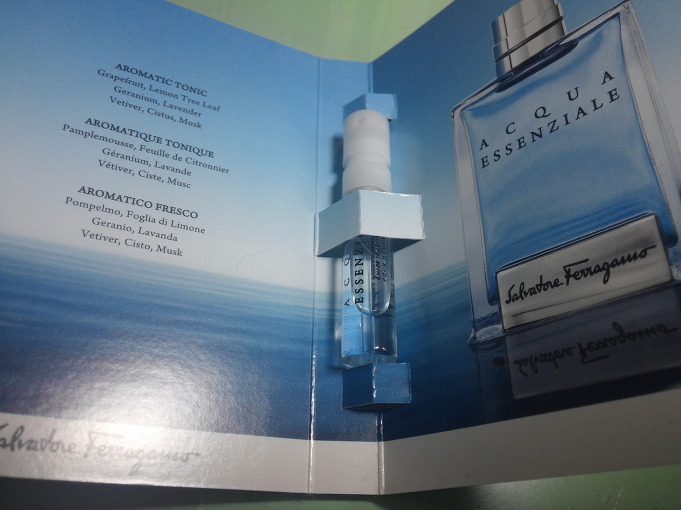 AROMATIC TONIC
Grapefruit, Lemon Tree Leaf
Geranium, Lavender
Vetiver, Cistus, Musk
AROMATIQUE TONIQUE
Pamplemousse, Feuille de Citronnier
Géranium, Lavande
Vétiver, Ciste, Musc
AROMATICO FRESCO
Pompelmo, Foglia di Limone
Geranio, Lavanda
Vetiver, Cisto, Musk
Salvatore Ferragamo
ACQUA
ESSENZIALE
Salvatore Ferragamo
Salvatore Ferragamo